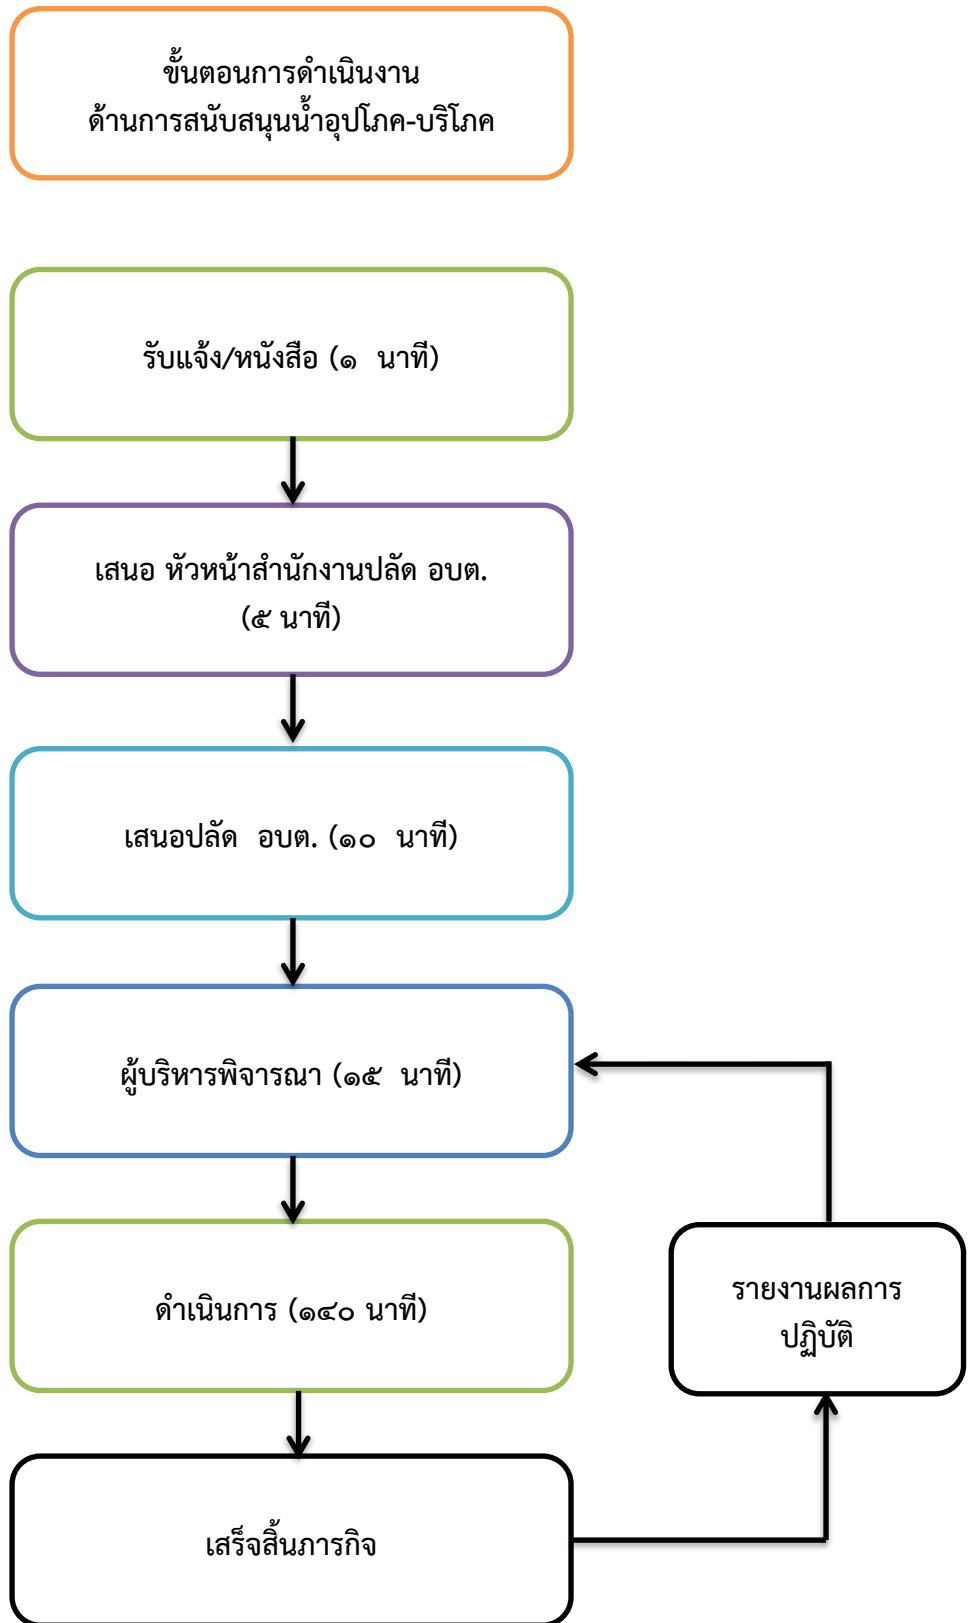 ขั้นตอนการดำเนินงาน
ด้านการสนับสนุนน้ำอุปโภค-บริโภค
รับแจ้ง/หนังสือ (๑ นาที)
เสนอ หัวหน้าสำนักงานปลัด อบต.
(๕ นาที)
เสนอปลัด อบต. (๑๐ นาที)
ผู้บริหารพิจารณา (๑๕ นาที)
ดำเนินการ (๑๔๐ นาที)
รายงานผลการ
ปฏิบัติ
เสร็จสิ้นภารกิจ